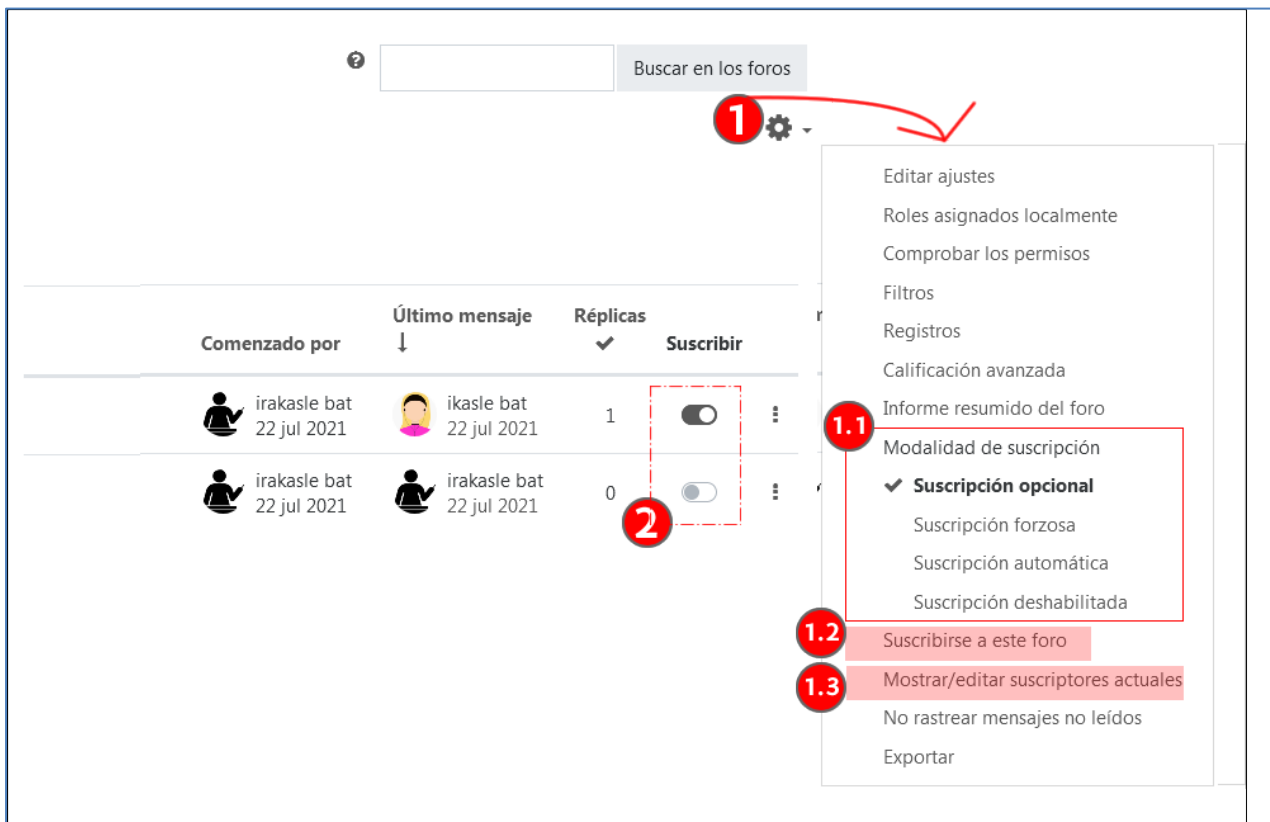 Buscar en los foros
1
Editar ajustes
Roles asignados localmente
Comprobar los permisos
Filtros
Registros
Calificación avanzada
Informe resumido del foro
1.1
Modalidad de suscripción
Suscripción opcional
Suscripción forzosa
Suscripción automática
Suscripción deshabilitada
1.2
Suscribirse a este foro
1.3
Mostrar/editar suscriptores actuales
No rastrear mensajes no leídos
Exportar
Comenzado por
Último mensaje
Réplicas
Suscribir
irakasle bat
22 jul 2021
ikasle bat
22 jul 2021
1
irakasle bat
22 jul 2021
irakasle bat
22 jul 2021
0
2